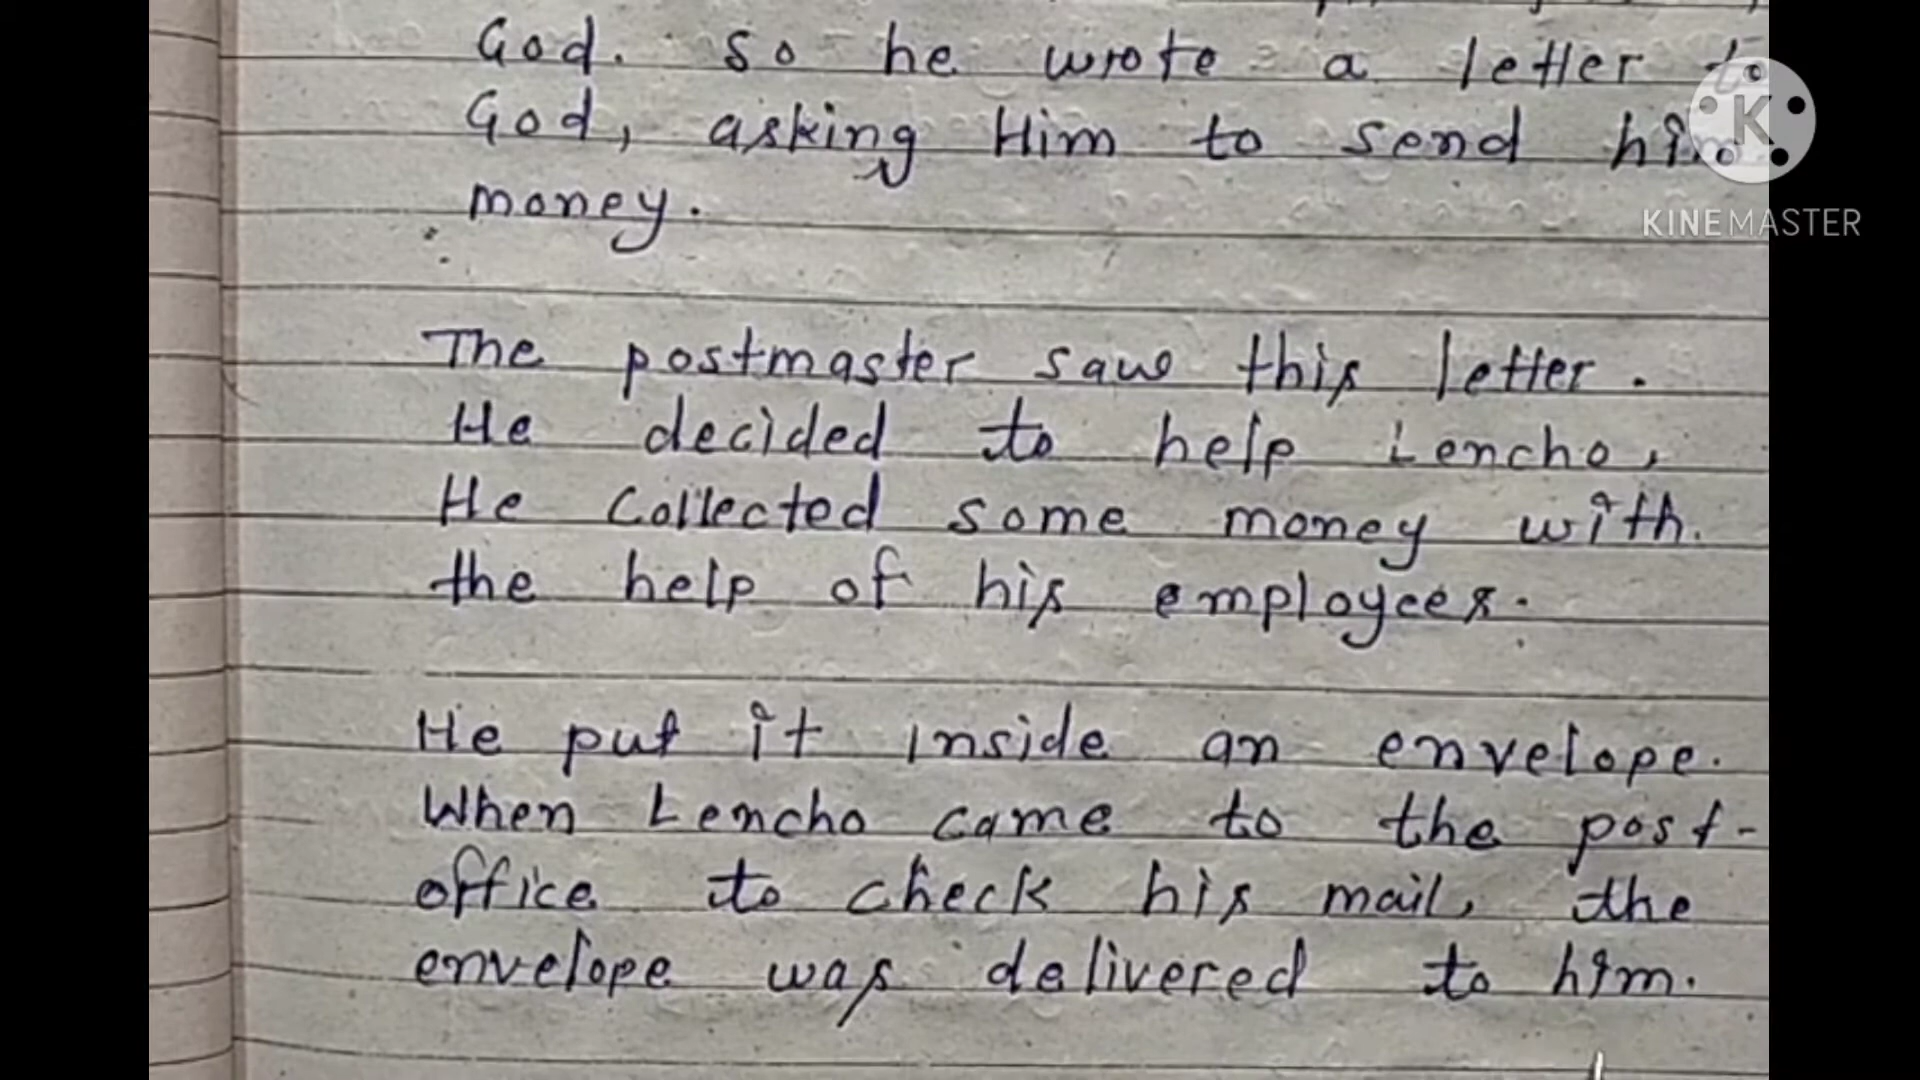 God. so he wrote a letter to
God, asking Him to send him
money.
The postmaster saw this letter.
He decided to help Lencho,
He collected some money with.
the help of his employees.
He put it inside an envelope.
When Lencho came to the post-
office to check his mail, the
envelope was delivered to him.
K
KINEMASTER